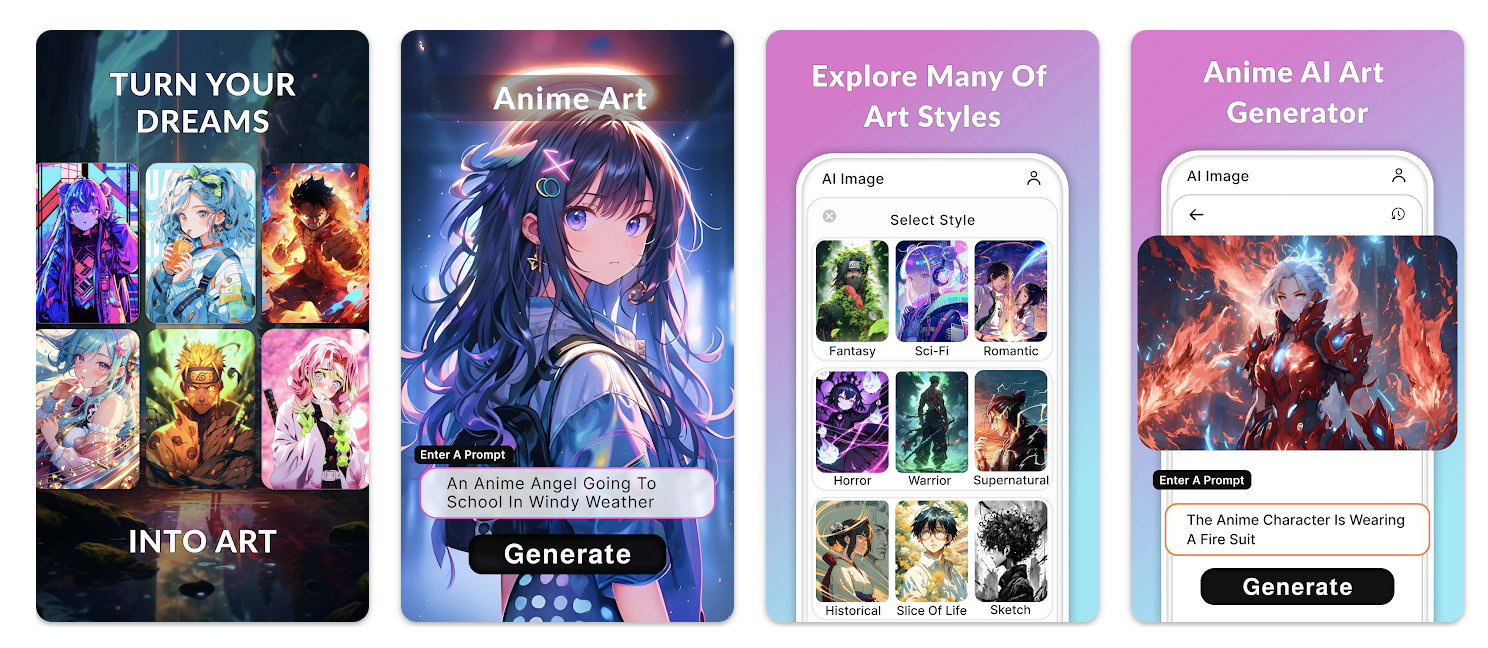 TURN YOUR
DREAMS
INTO ART
Anime Art
Enter A Prompt
An Anime Angel Going To
School In Windy Weather
Generate
Explore Many Of
Art Styles
AI Image
Select Style
Fantasy
Sci-Fi
Romantic
Horror
Warrior
Supernatural
Historical
Slice Of Life
Sketch
Anime AI Art
Generator
AI Image
Enter A Prompt
The Anime Character Is Wearing
A Fire Suit
Generate